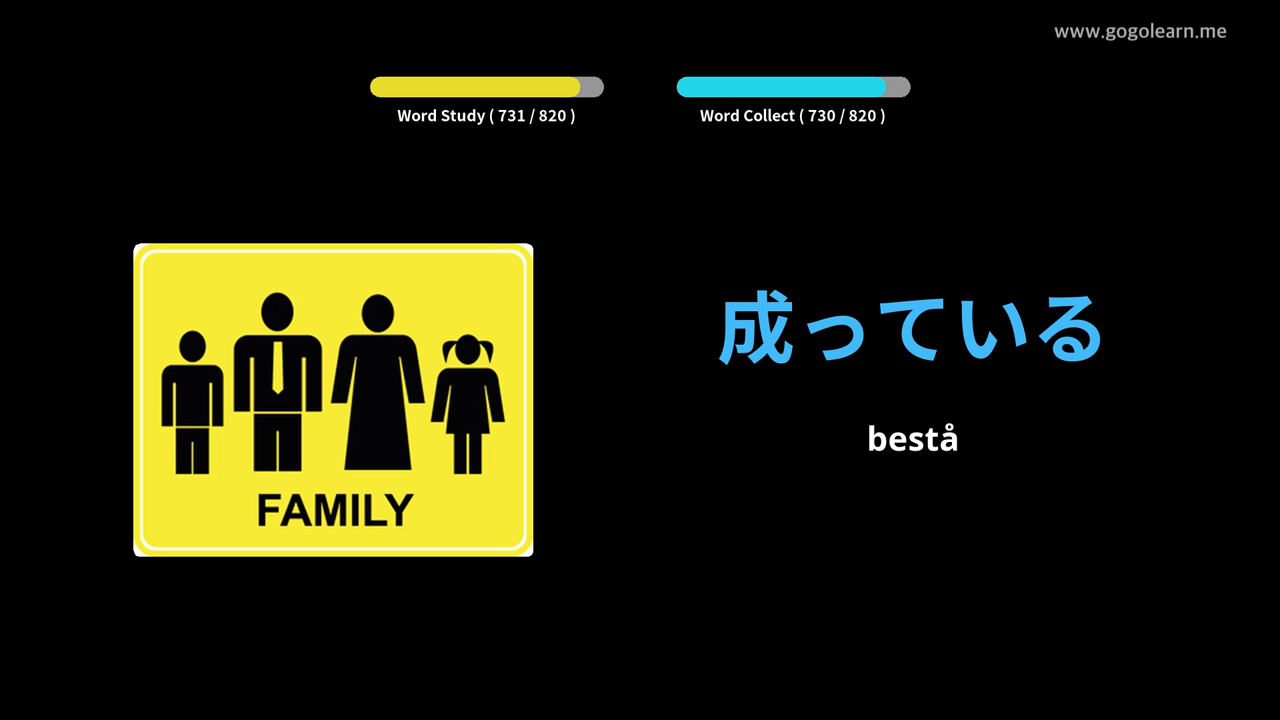 www.gogolearn.me
Word Study ( 731 / 820 )
Word Collect ( 730 / 820 )
FAMILY
成っている
bestå